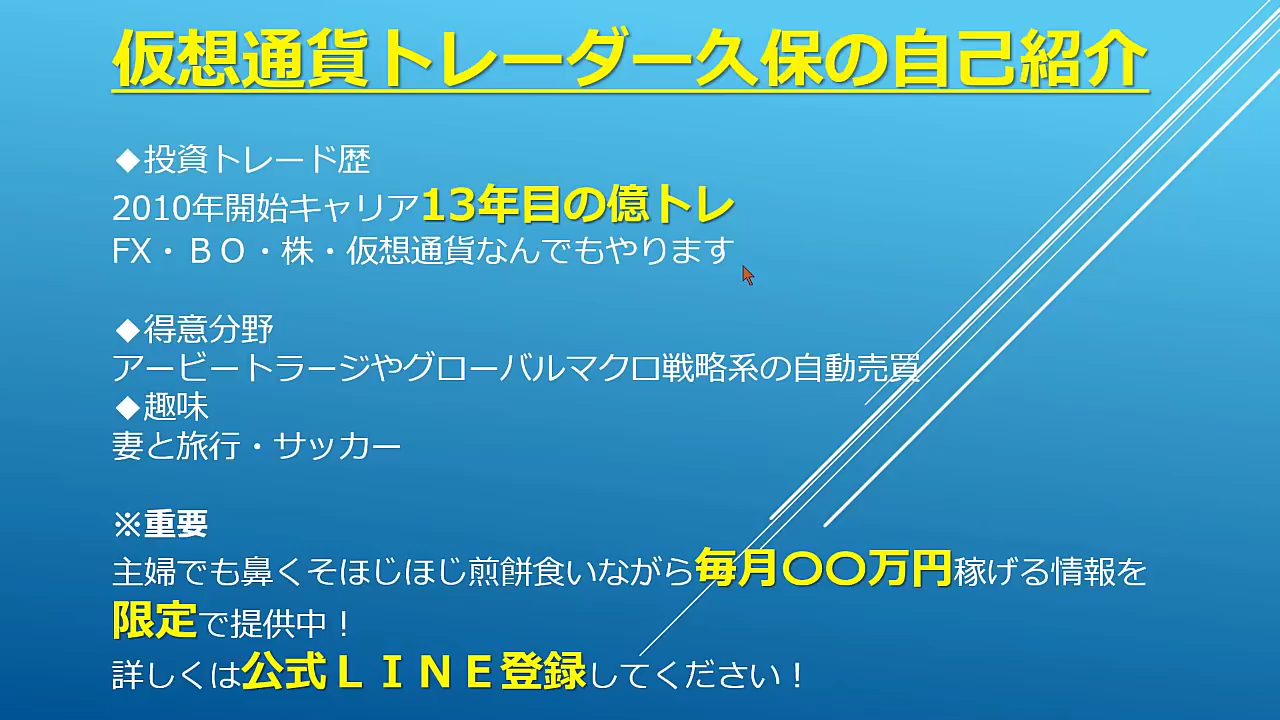 仮想通貨トレーダー久保の自己紹介
◆投資トレード歴
2010年開始キャリア13年目の億トレ
FX・ＢＯ・株・仮想通貨なんでもやります
◆得意分野
アービートラージやグローバルマクロ戦略系の自動売買
◆趣味
妻と旅行・サッカー
※重要
主婦でも鼻くそほじほじ煎餅食いながら毎月〇〇万円稼げる情報を
限定で提供中！
詳しくは公式ＬＩＮＥ登録してください！